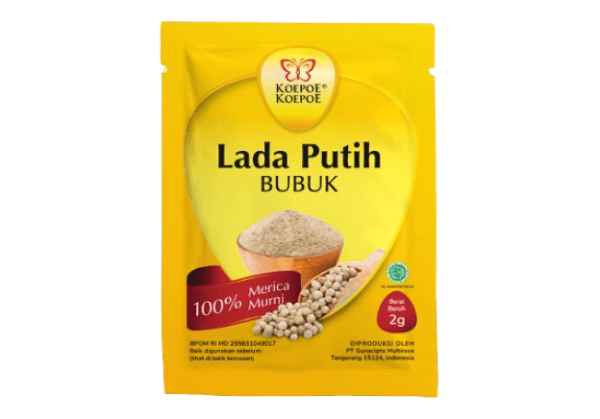 KOEPOE®
KOEPOE
Lada Putih
BUBUK
100% Merica
Murni
Berat
Bersih
2g
BPOM RI MD 255631049017
Baik digunakan sebelum:
(lihat di balik kemasan)
DIPRODUKSI OLEH
PT Gunacipta Multirasa
Tangerang 15124, Indonesia